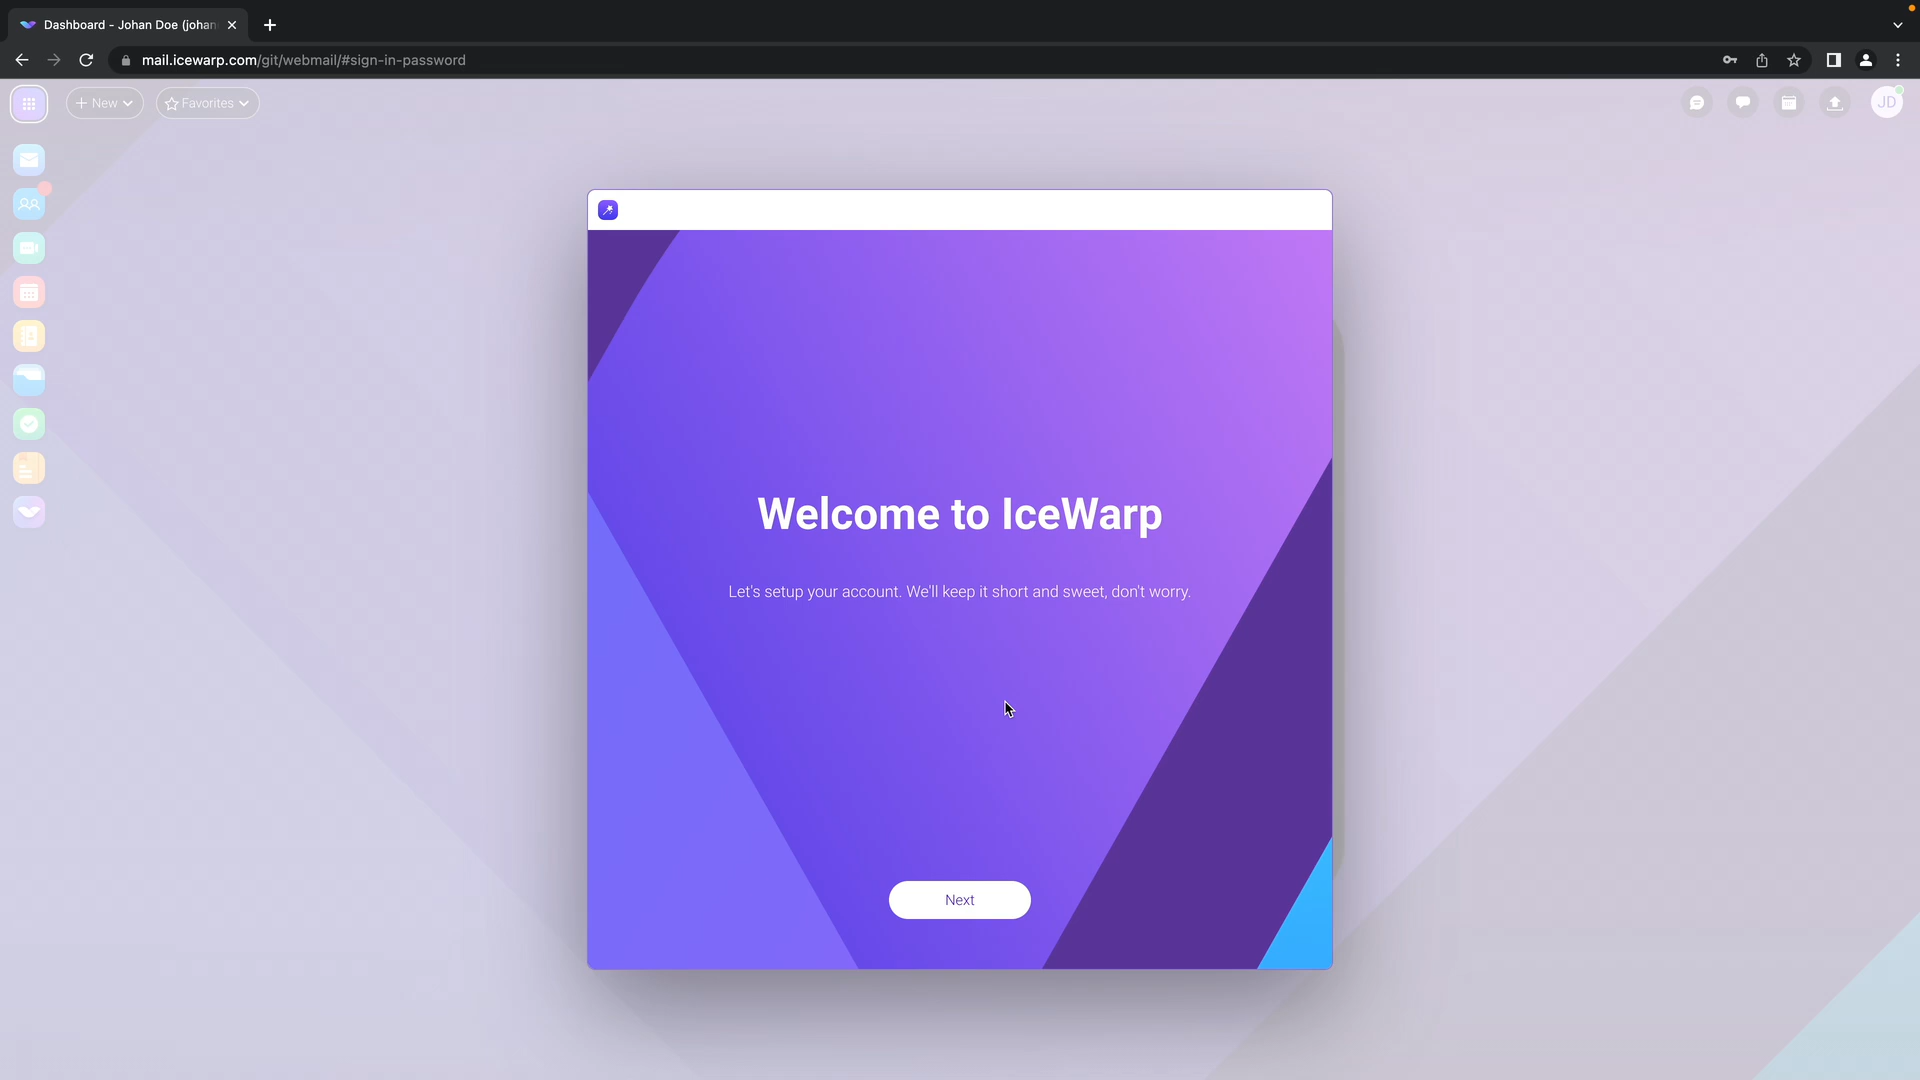 Dashboard - Johan Doe (johan
mail.icewarp.com/git/webmail/#sign-in-password
New
Favorites
JD
Welcome to IceWarp
Let's setup your account. We'll keep it short and sweet, don't worry.
Next